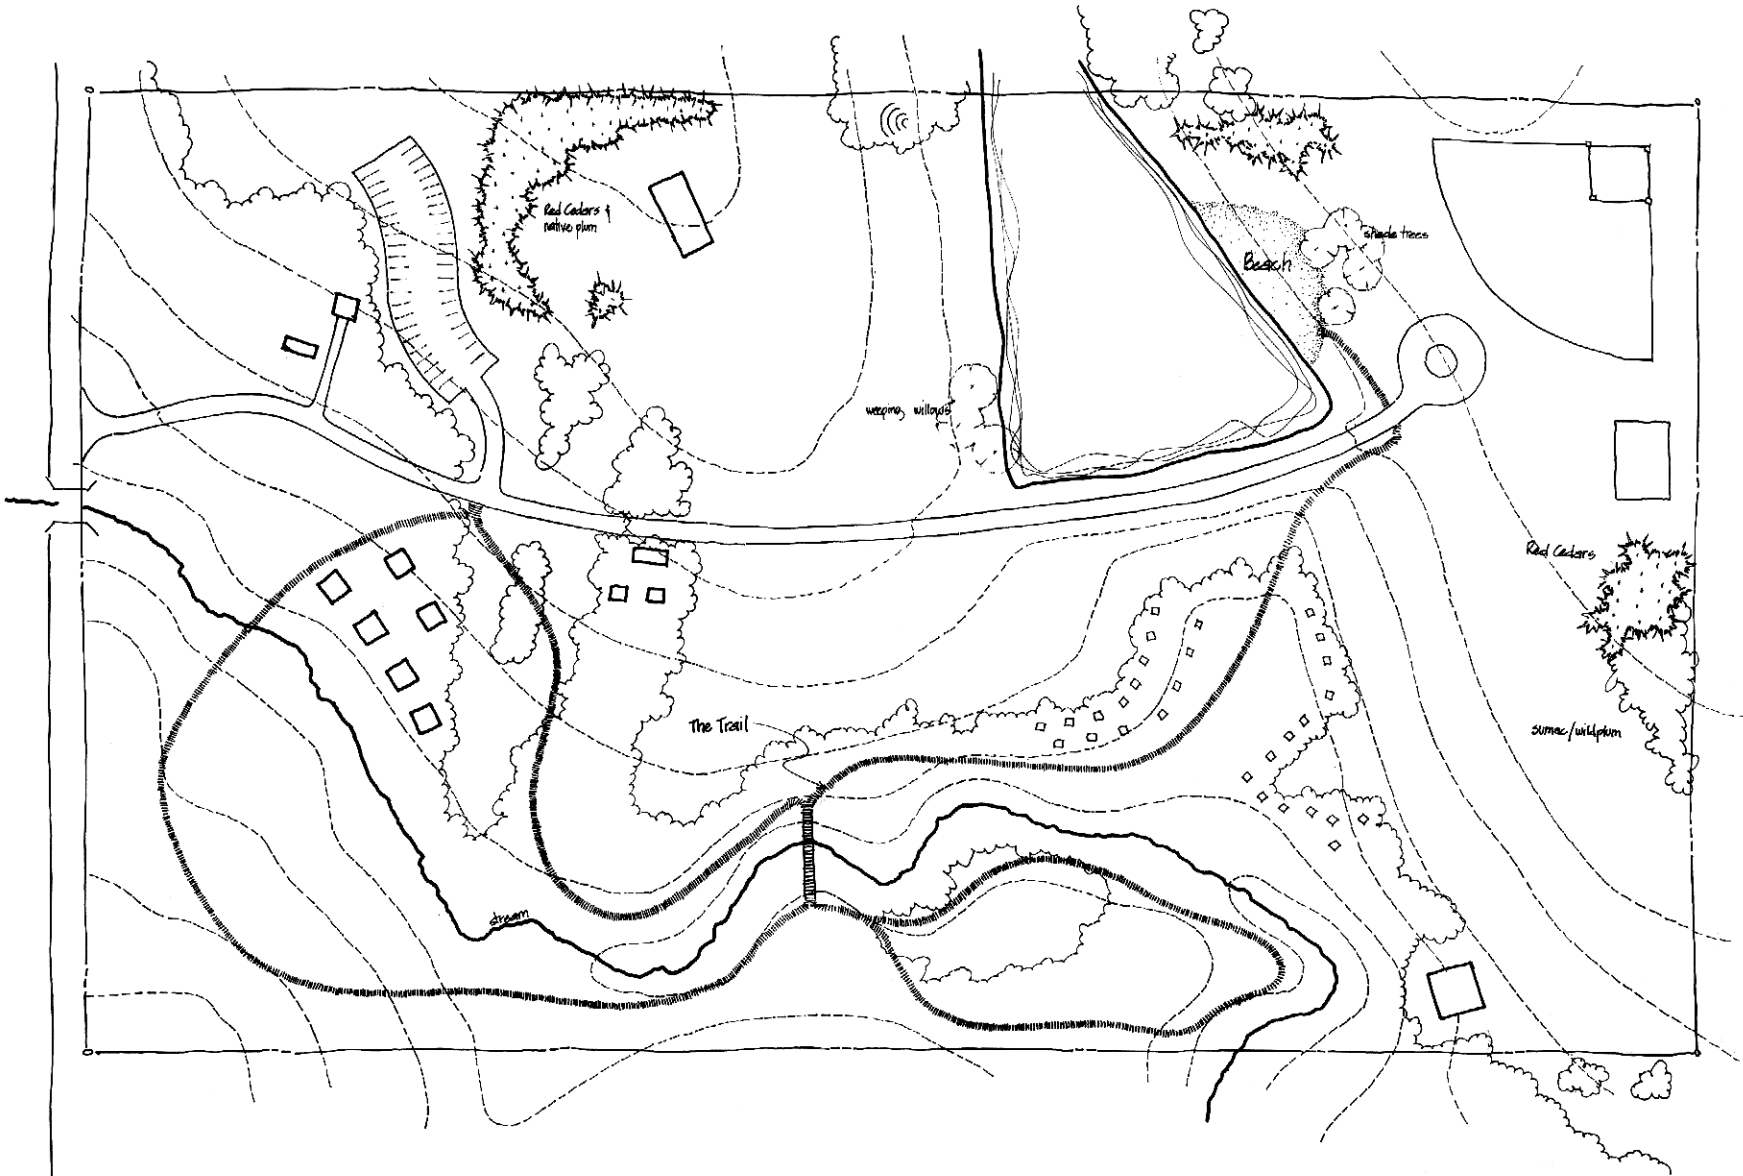 Red Cedars &
native plum
shade trees
Beach
weeping willows
Red Cedars
The Trail
sumac/wildplum
stream